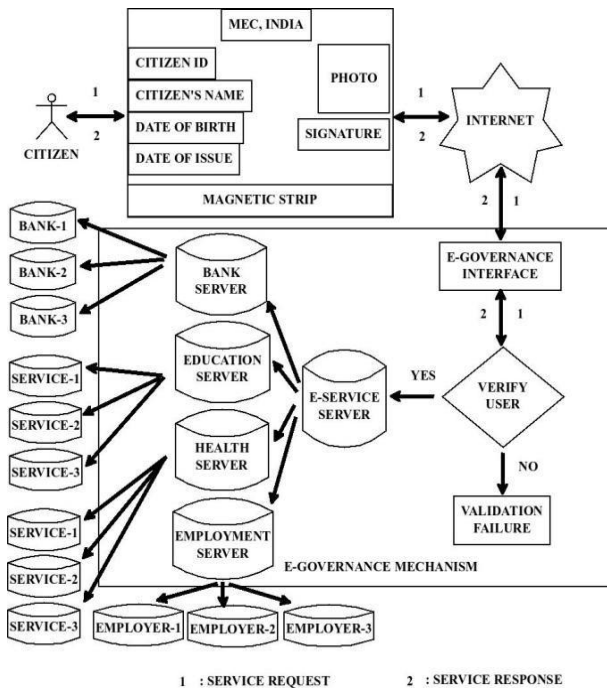 MEC, INDIA
CITIZEN ID
CITIZEN'S NAME
DATE OF BIRTH
DATE OF ISSUE
PHOTO
SIGNATURE
MAGNETIC STRIP
1
2
CITIZEN
1
2
INTERNET
2
1
E-GOVERNANCE
INTERFACE
2
1
VERIFY
USER
YES
NO
VALIDATION
FAILURE
E-SERVICE
SERVER
BANK
SERVER
EDUCATION
SERVER
HEALTH
SERVER
EMPLOYMENT
SERVER
E-GOVERNANCE MECHANISM
BANK-1
BANK-2
BANK-3
SERVICE-1
SERVICE-2
SERVICE-3
SERVICE-1
SERVICE-2
SERVICE-3
EMPLOYER-1
EMPLOYER-2
EMPLOYER-3
1 : SERVICE REQUEST
2 : SERVICE RESPONSE